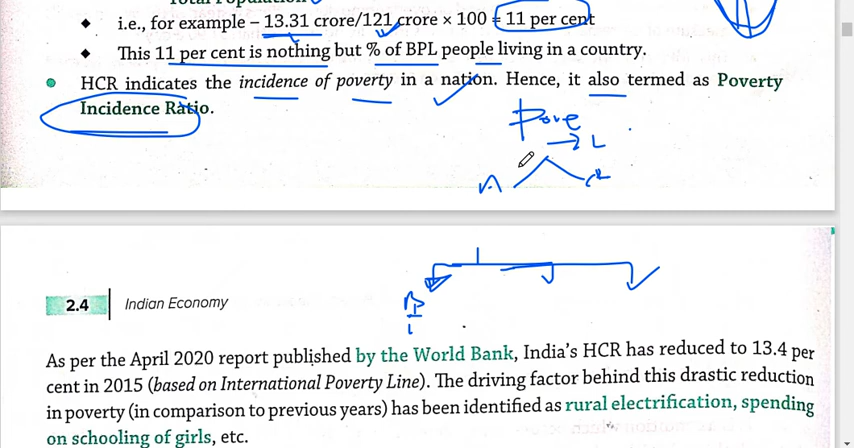 ◆ i.e., for example – 13.31 crore/121 crore × 100 = 11 per cent
◆ This 11 per cent is nothing but % of BPL people living in a country.
HCR indicates the incidence of poverty in a nation. Hence, it also termed as Poverty
Incidence Ratio.
Pove
→ L
A R
2.4 Indian Economy
As per the April 2020 report published by the World Bank, India's HCR has reduced to 13.4 per
cent in 2015 (based on International Poverty Line). The driving factor behind this drastic reduction
in poverty (in comparison to previous years) has been identified as rural electrification, spending
on schooling of girls, etc.